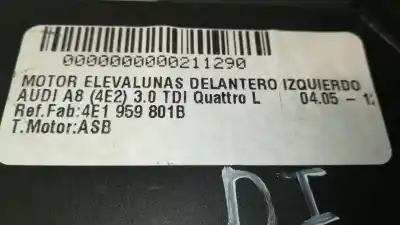 0000000000211290
MOTOR ELEVALUNAS DELANTERO IZQUIERDO
AUDI A8 (4E2) 3.0 TDI Quattro L 04.05 -
Ref.Fab:4E1 959 801B
T.Motor:ASB
DI